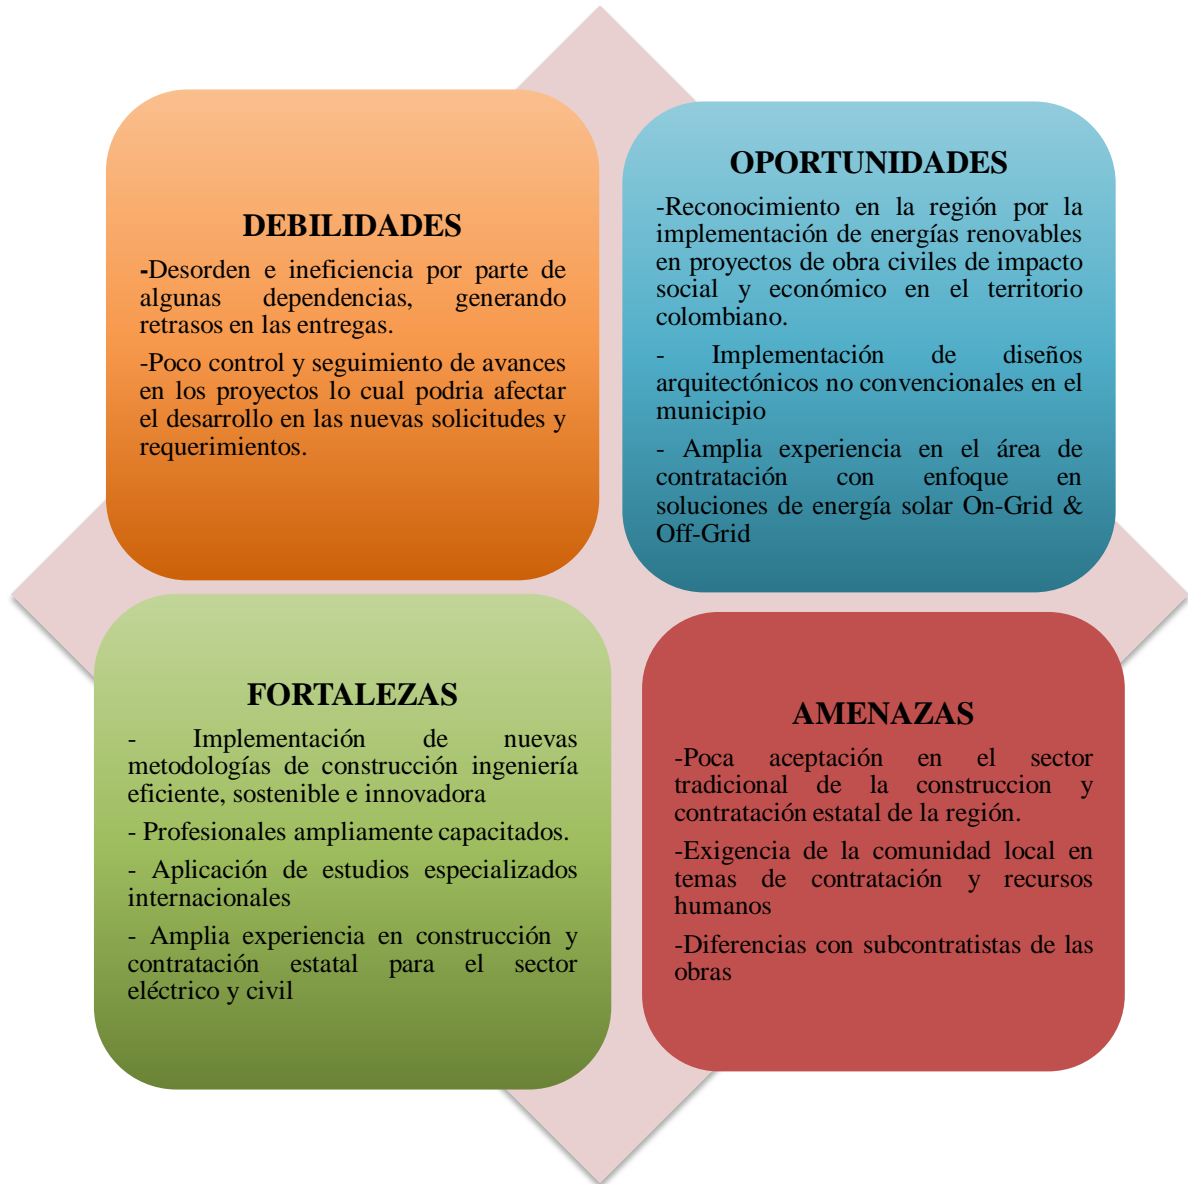 DEBILIDADES
-Desorden e ineficiencia por parte de
algunas dependencias, generando
retrasos en las entregas.
-Poco control y seguimiento de avances
en los proyectos lo cual podria afectar
el desarrollo en las nuevas solicitudes y
requerimientos.
OPORTUNIDADES
-Reconocimiento en la región por la
implementación de energías renovables
en proyectos de obra civiles de impacto
social y económico en el territorio
colombiano.
- Implementación de diseños
arquitectónicos no convencionales en el
municipio
- Amplia experiencia en el área de
contratación con enfoque en
soluciones de energía solar On-Grid &
Off-Grid
FORTALEZAS
- Implementación de nuevas
metodologías de construcción ingeniería
eficiente, sostenible e innovadora
- Profesionales ampliamente capacitados.
- Aplicación de estudios especializados
internacionales
- Amplia experiencia en construcción y
contratación estatal para el sector
eléctrico y civil
AMENAZAS
-Poca aceptación en el sector
tradicional de la construccion y
contratación estatal de la región.
-Exigencia de la comunidad local en
temas de contratación y recursos
humanos
-Diferencias con subcontratistas de las
obras